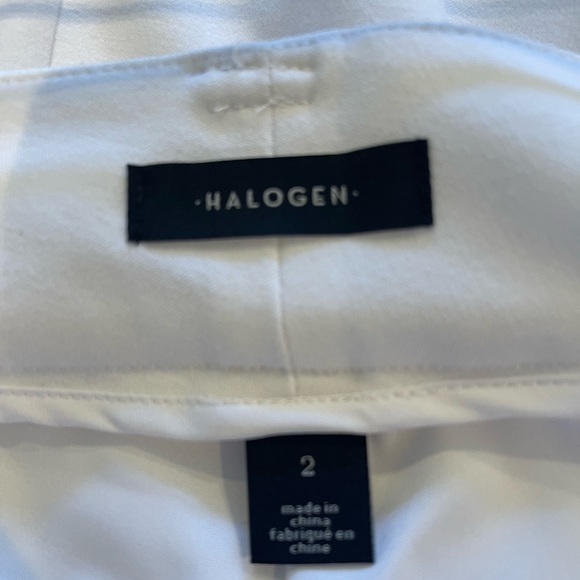 ·HALOGEN·
2
made in
china
fabriqué en
chine